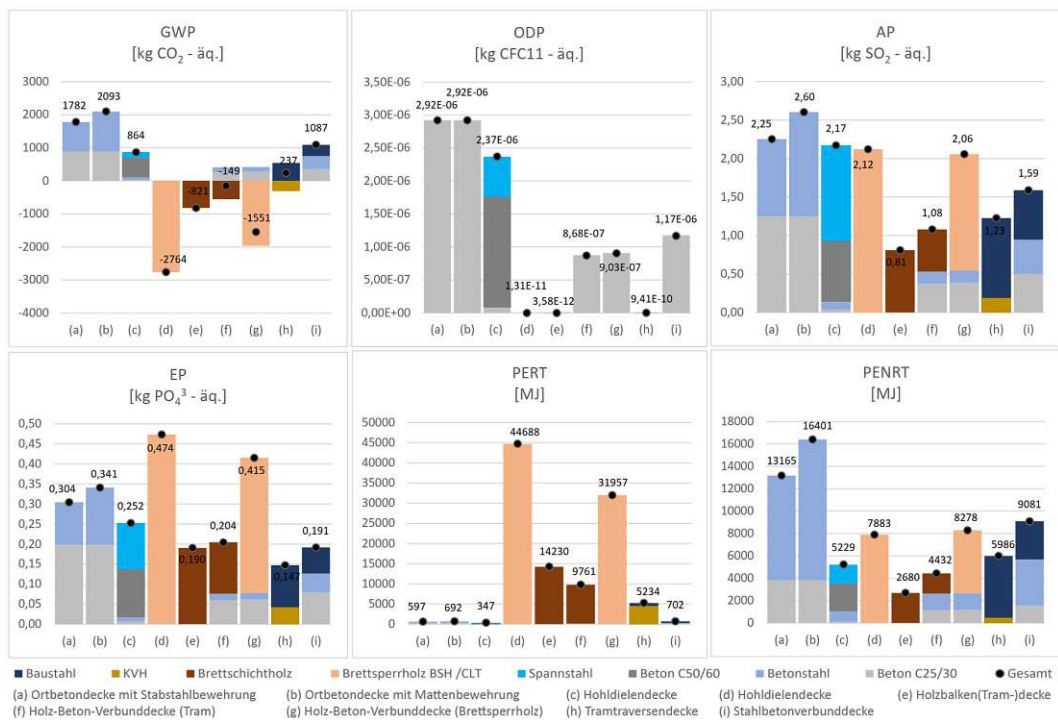 GWP
[kg CO₂ - äq.]
3000
2000
1000
0
-1000
-2000
-3000
-4000
1782
2093
864
-2764
-821
-149
-1551
237
1087
(a) (b) (c) (d) (e) (f) (g) (h) (i)
ODP
[kg CFC11 - äq.]
3,50E-06
3,00E-06
2,50E-06
2,00E-06
1,50E-06
1,00E-06
5,00E-07
0,00E+00
2,92E-06
2,92E-06
2,37E-06
1,31E-11
3,58E-12
8,68E-07
9,03E-07
9,41E-10
1,17E-06
(a) (b) (c) (d) (e) (f) (g) (h) (i)
AP
[kg SO₂ - äq.]
3,00
2,50
2,00
1,50
1,00
0,50
0,00
2,25
2,60
2,17
2,12
0,81
1,08
2,06
1,23
1,59
(a) (b) (c) (d) (e) (f) (g) (h) (i)
EP
[kg PO₄³ - äq.]
0,50
0,45
0,40
0,35
0,30
0,25
0,20
0,15
0,10
0,05
0,00
0,304
0,341
0,252
0,474
0,190
0,204
0,415
0,147
0,191
(a) (b) (c) (d) (e) (f) (g) (h) (i)
PERT
[MJ]
50000
45000
40000
35000
30000
25000
20000
15000
10000
5000
0
597
692
347
44688
14230
9761
31957
5234
702
(a) (b) (c) (d) (e) (f) (g) (h) (i)
PENRT
[MJ]
18000
16000
14000
12000
10000
8000
6000
4000
2000
0
13165
16401
5229
7883
2680
4432
8278
5986
9081
(a) (b) (c) (d) (e) (f) (g) (h) (i)
Baustahl KVH Brettschichtholz Brettsperrholz BSH /CLT Spannstahl Beton C50/60 Betonstahl Beton C25/30 Gesamt
(a) Ortbetondecke mit Stabstahlbewehrung (b) Ortbetondecke mit Mattenbewehrung (c) Hohldielendecke (d) Hohldielendecke (e) Holzbalken(Tram-)decke
(f) Holz-Beton-Verbunddecke (Tram) (g) Holz-Beton-Verbunddecke (Brettsperrholz) (h) Tramtraversendecke (i) Stahlbetonverbunddecke